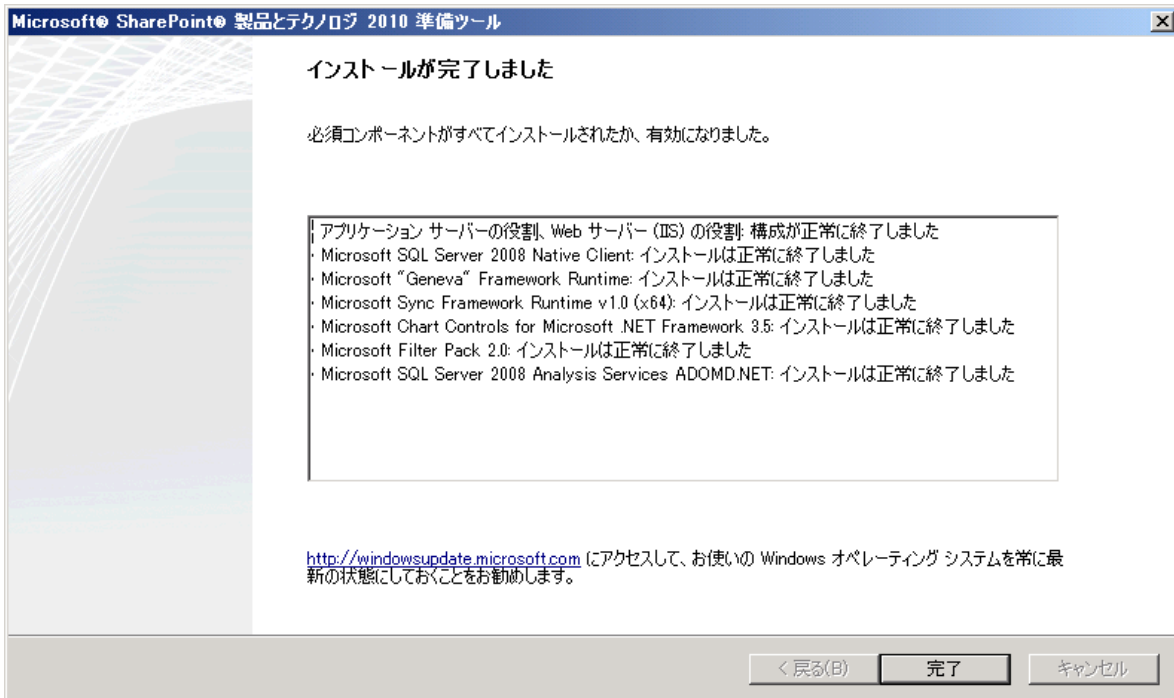 Microsoft® SharePoint® 製品とテクノロジ 2010 準備ツール
インストールが完了しました
必須コンポーネントがすべてインストールされたか、有効になりました。
アプリケーション サーバーの役割、Web サーバー (IIS) の役割: 構成が正常に終了しました
・Microsoft SQL Server 2008 Native Client: インストールは正常に終了しました
・Microsoft "Geneva" Framework Runtime: インストールは正常に終了しました
・Microsoft Sync Framework Runtime v1.0 (x64): インストールは正常に終了しました
・Microsoft Chart Controls for Microsoft .NET Framework 3.5: インストールは正常に終了しました
・Microsoft Filter Pack 2.0: インストールは正常に終了しました
・Microsoft SQL Server 2008 Analysis Services ADOMD.NET: インストールは正常に終了しました
http://windowsupdate.microsoft.com にアクセスして、お使いの Windows オペレーティング システムを常に最
新の状態にしておくことをお勧めします。
< 戻る(B) 完了 キャンセル